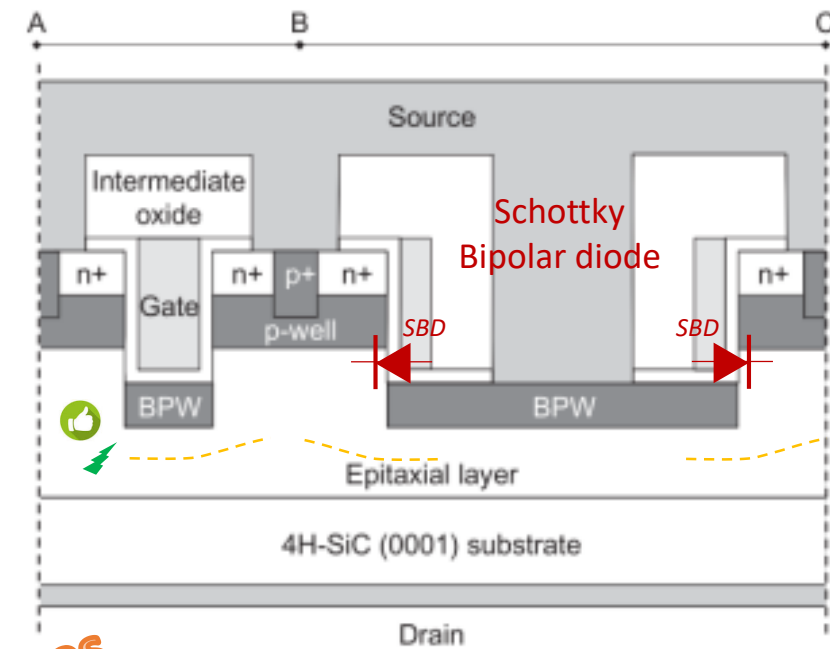 A B C
Source
Intermediate
oxide
Schottky
Bipolar diode
n+ n+ p+ n+ n+
Gate
p-well
SBD SBD
BPW BPW
Epitaxial layer
4H-SiC (0001) substrate
Drain